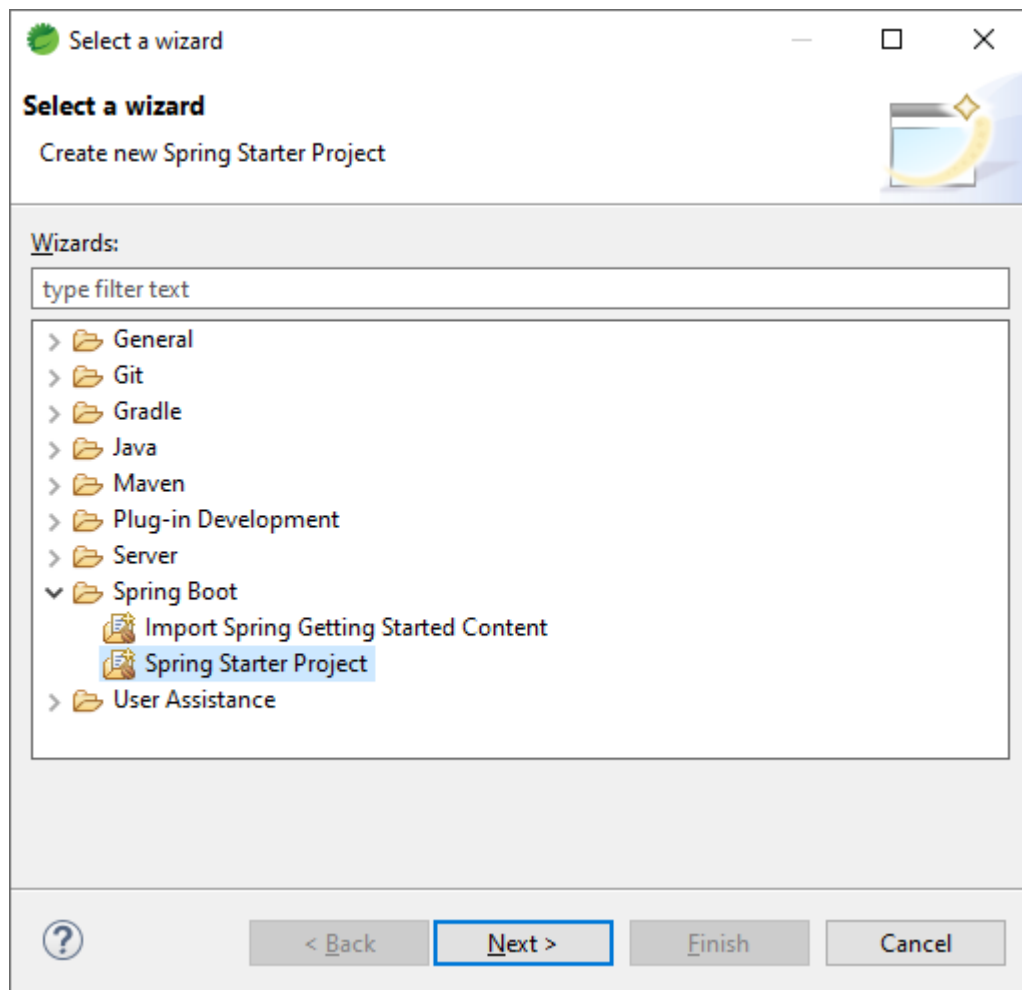 Select a wizard
Select a wizard
Create new Spring Starter Project
Wizards:
type filter text
General
Git
Gradle
Java
Maven
Plug-in Development
Server
Spring Boot
Import Spring Getting Started Content
Spring Starter Project
User Assistance
? < Back Next > Finish Cancel